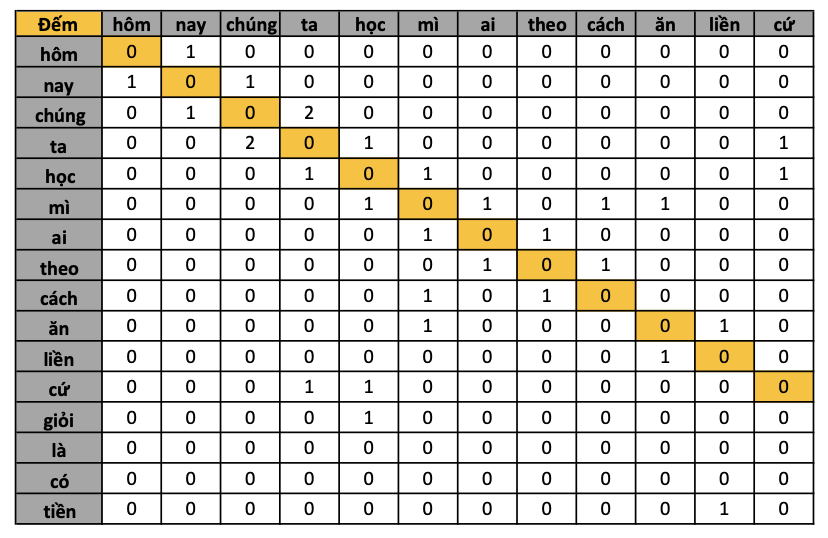 Đếm hôm nay chúng ta học mì ai theo cách ăn liền cứ
hôm 0 1 0 0 0 0 0 0 0 0 0 0
nay 1 0 1 0 0 0 0 0 0 0 0 0
chúng 0 1 0 2 0 0 0 0 0 0 0 0
ta 0 0 2 0 1 0 0 0 0 0 0 1
học 0 0 0 1 0 1 0 0 0 0 0 1
mì 0 0 0 0 1 0 1 0 1 1 0 0
ai 0 0 0 0 0 1 0 1 0 0 0 0
theo 0 0 0 0 0 0 1 0 1 0 0 0
cách 0 0 0 0 0 1 0 1 0 0 0 0
ăn 0 0 0 0 0 1 0 0 0 0 1 0
liền 0 0 0 0 0 0 0 0 0 1 0 0
cứ 0 0 0 1 1 0 0 0 0 0 0 0
giỏi 0 0 0 0 1 0 0 0 0 0 0 0
là 0 0 0 0 0 0 0 0 0 0 0 0
có 0 0 0 0 0 0 0 0 0 0 0 0
tiền 0 0 0 0 0 0 0 0 0 0 1 0